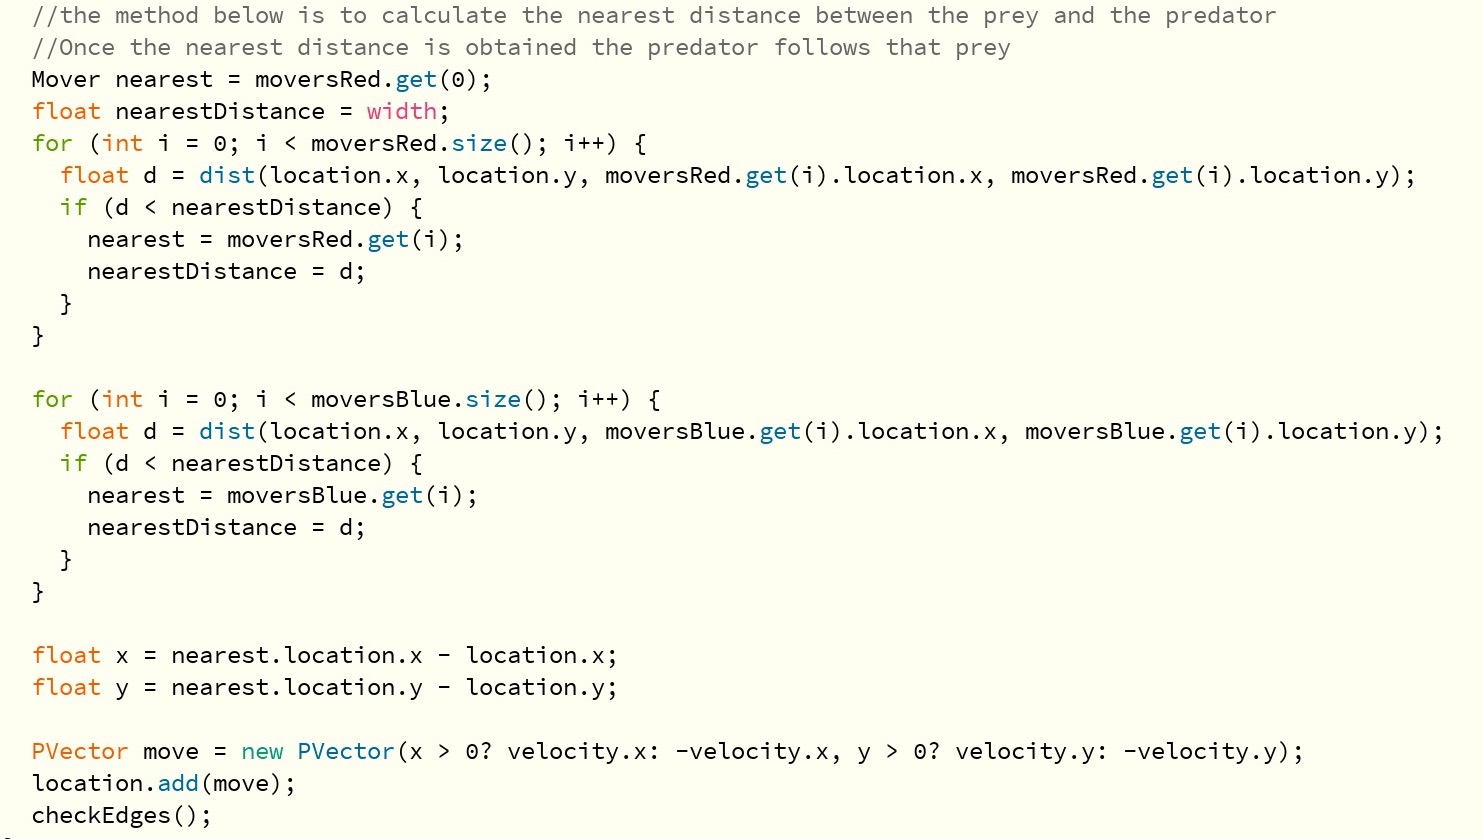 //the method below is to calculate the nearest distance between the prey and the predator
//Once the nearest distance is obtained the predator follows that prey
Mover nearest = moversRed.get(0);
float nearestDistance = width;
for (int i = 0; i < moversRed.size(); i++) {
float d = dist(location.x, location.y, moversRed.get(i).location.x, moversRed.get(i).location.y);
if (d < nearestDistance) {
nearest = moversRed.get(i);
nearestDistance = d;
}
}
for (int i = 0; i < moversBlue.size(); i++) {
float d = dist(location.x, location.y, moversBlue.get(i).location.x, moversBlue.get(i).location.y);
if (d < nearestDistance) {
nearest = moversBlue.get(i);
nearestDistance = d;
}
}
float x = nearest.location.x - location.x;
float y = nearest.location.y - location.y;
PVector move = new PVector(x > 0? velocity.x: -velocity.x, y > 0? velocity.y: -velocity.y);
location.add(move);
checkEdges();